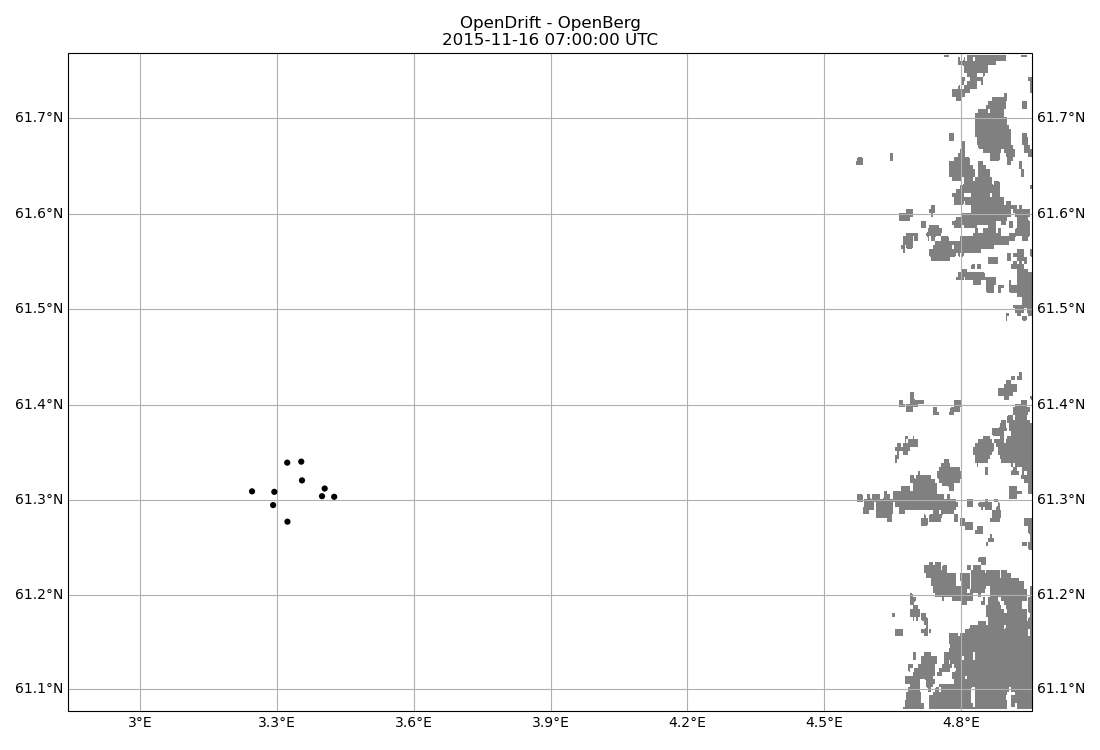 OpenDrift - OpenBerg
2015-11-16 07:00:00 UTC
61.7°N 61.7°N
61.6°N 61.6°N
61.5°N 61.5°N
61.4°N 61.4°N
61.3°N 61.3°N
61.2°N 61.2°N
61.1°N 61.1°N
3°E 3.3°E 3.6°E 3.9°E 4.2°E 4.5°E 4.8°E